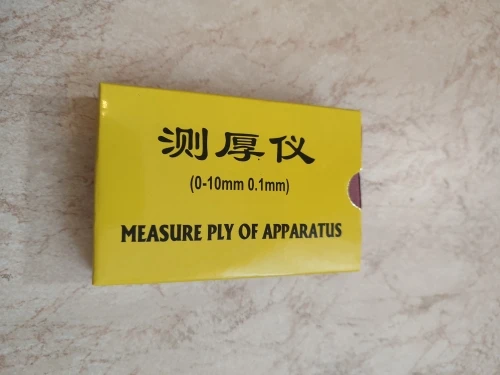 测厚仪
(0-10mm 0.1mm)
MEASURE PLY OF APPARATUS